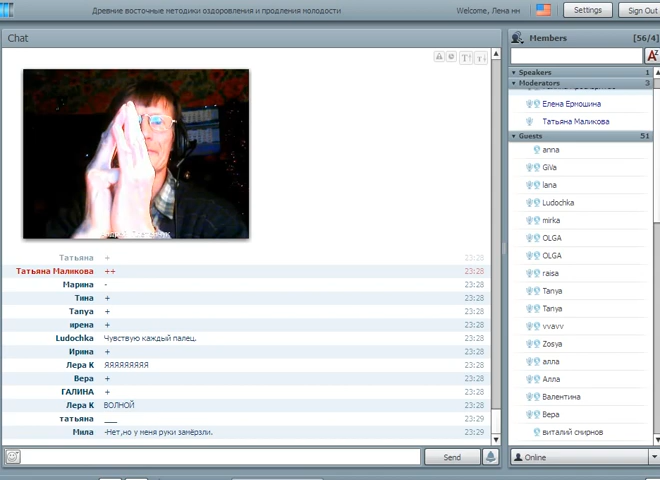 Древние восточные методики оздоровления и продления молодости
Welcome, Лена нн
Settings
Sign Out
Chat
Members
[56/4]
Speakers 1
Moderators 3
Елена Ермошина
Татьяна Маликова
Guests 51
anna
GiVa
lana
Ludochka
mirka
OLGA
OLGA
raisa
Tanya
Tanya
vvavv
Zosya
алла
Алла
Валентина
Вера
виталий смирнов
Online
Татьяна + 23:28
Татьяна Маликова ++ 23:28
Марина - 23:28
Тина + 23:28
Tanya + 23:28
ирена + 23:28
Ludochka Чувствую каждый палец. 23:28
Ирина + 23:28
Лера К ЯЯЯЯЯЯЯЯЯ 23:28
Вера + 23:28
ГАЛИНА + 23:28
Лера К ВОЛНОЙ 23:28
татьяна ___ 23:29
Мила -Нет,но у меня руки замёрзли. 23:29
Send